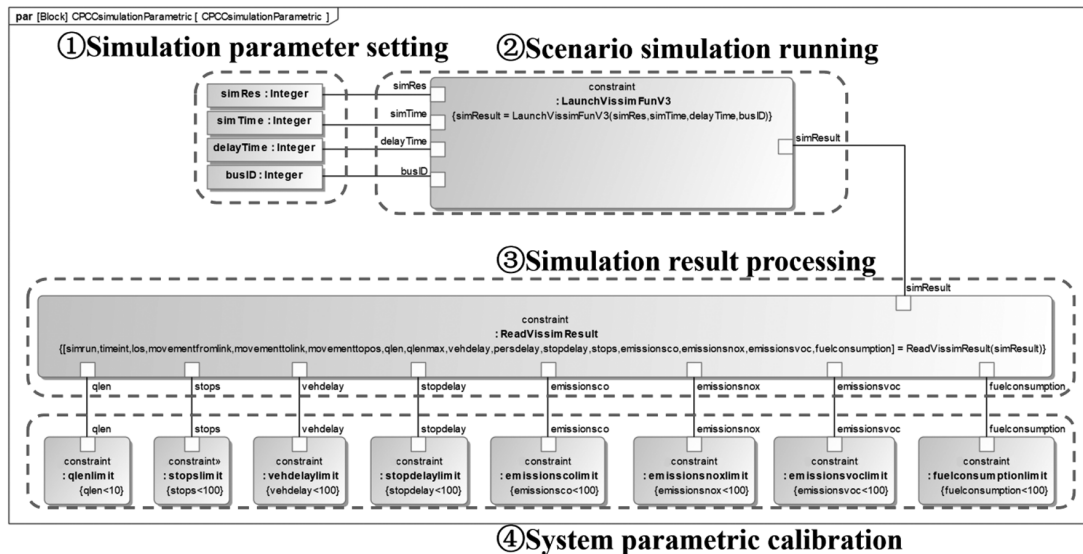 par [Block] CPCCsimulationParametric [ CPCCsimulationParametric ]
①Simulation parameter setting
②Scenario simulation running
simRes : Integer
simTime : Integer
delayTime : Integer
busID : Integer
simRes
simTime
delayTime
busID
constraint
: LaunchVissimFunV3
{simResult = LaunchVissimFunV3(simRes,simTime,delayTime,busID)}
simResult
③Simulation result processing
simResult
constraint
: ReadVissimResult
{[simrun,timeint,los,movementfromlink,movementtolink,movementtopos,qlen,qlenmax,vehdelay,persdelay,stopdelay,stops,emissionsco,emissionsnox,emissionsvoc,fuelconsumption] = ReadVissimResult(simResult)}
qlen stops vehdelay stopdelay emissionsco emissionsnox emissionsvoc fuelconsumption
qlen stops vehdelay stopdelay emissionsco emissionsnox emissionsvoc fuelconsumption
constraint constraint» constraint constraint constraint constraint constraint constraint
: qlenlimit : stopslimit : vehdelaylimit : stopdelaylimit : emissionscolimit : emissionsnoxlimit : emissionsvoclimit : fuelconsumptionlimit
{qlen<10} {stops<100} {vehdelay<100} {stopdelay<100} {emissionsco<100} {emissionsnox<100} {emissionsvoc<100} {fuelconsumption<100}
④System parametric calibration